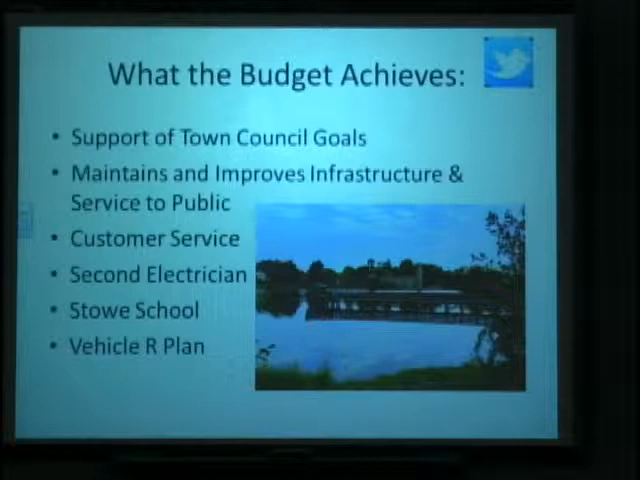 What the Budget Achieves:
• Support of Town Council Goals
• Maintains and Improves Infrastructure &
Service to Public
• Customer Service
• Second Electrician
• Stowe School
• Vehicle R Plan